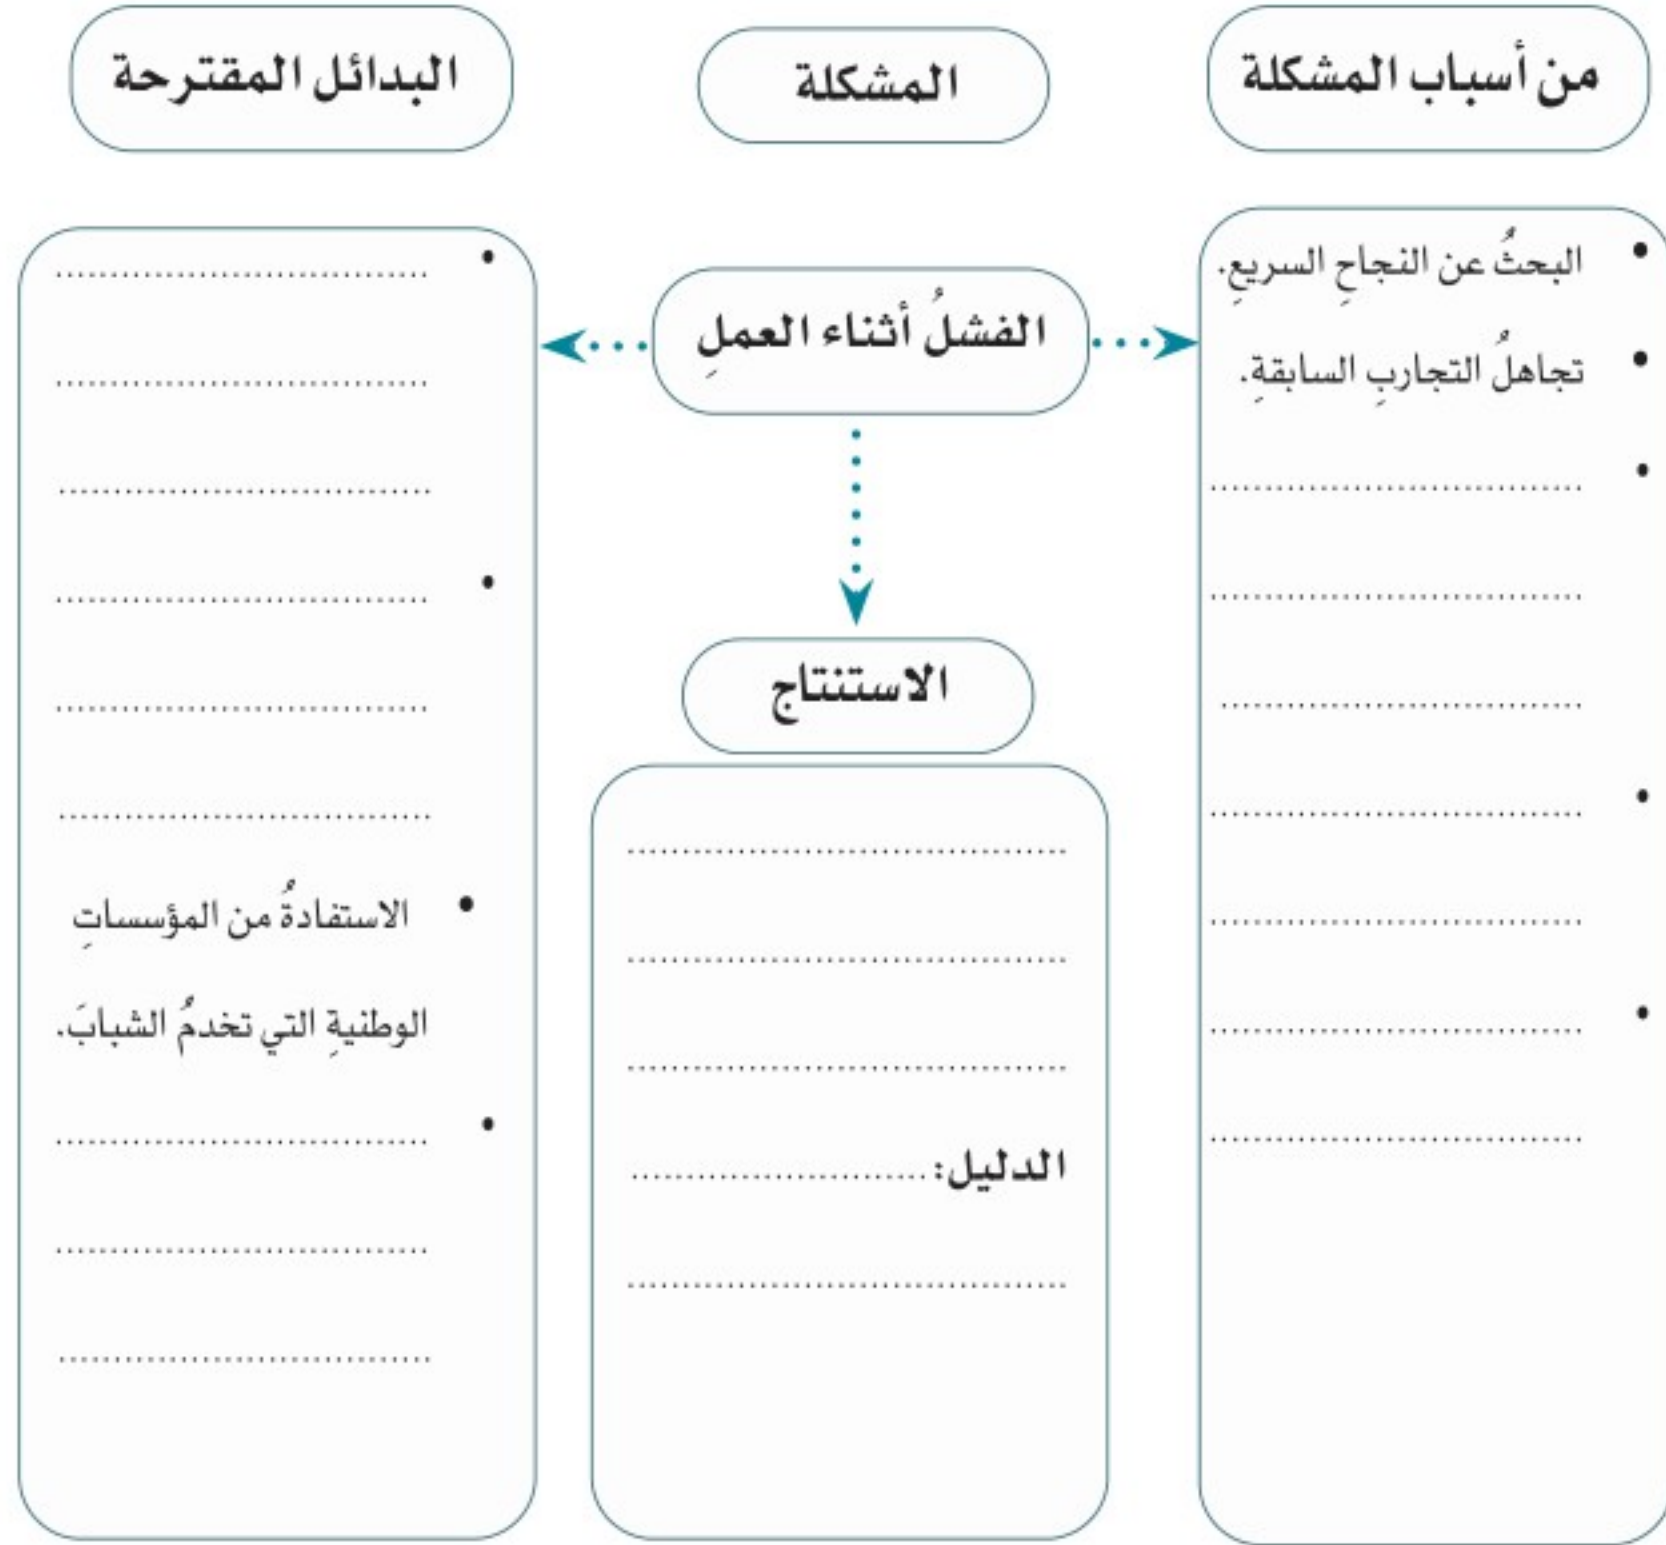 من أسباب المشكلة
المشكلة
البدائل المقترحة
• البحثُ عن النجاحِ السريعِ.
• تجاهلُ التجاربِ السابقةِ.
• ..................................
..................................
..................................
• ..................................
..................................
• ..................................
..................................
الفشلُ أثناء العملِ
الاستنتاج
..................................
..................................
..................................
الدليل: ...........................
..................................
• ..................................
..................................
..................................
• ..................................
..................................
..................................
• الاستفادةُ من المؤسساتِ
الوطنيةِ التي تخدمُ الشبابَ.
• ..................................
..................................
..................................